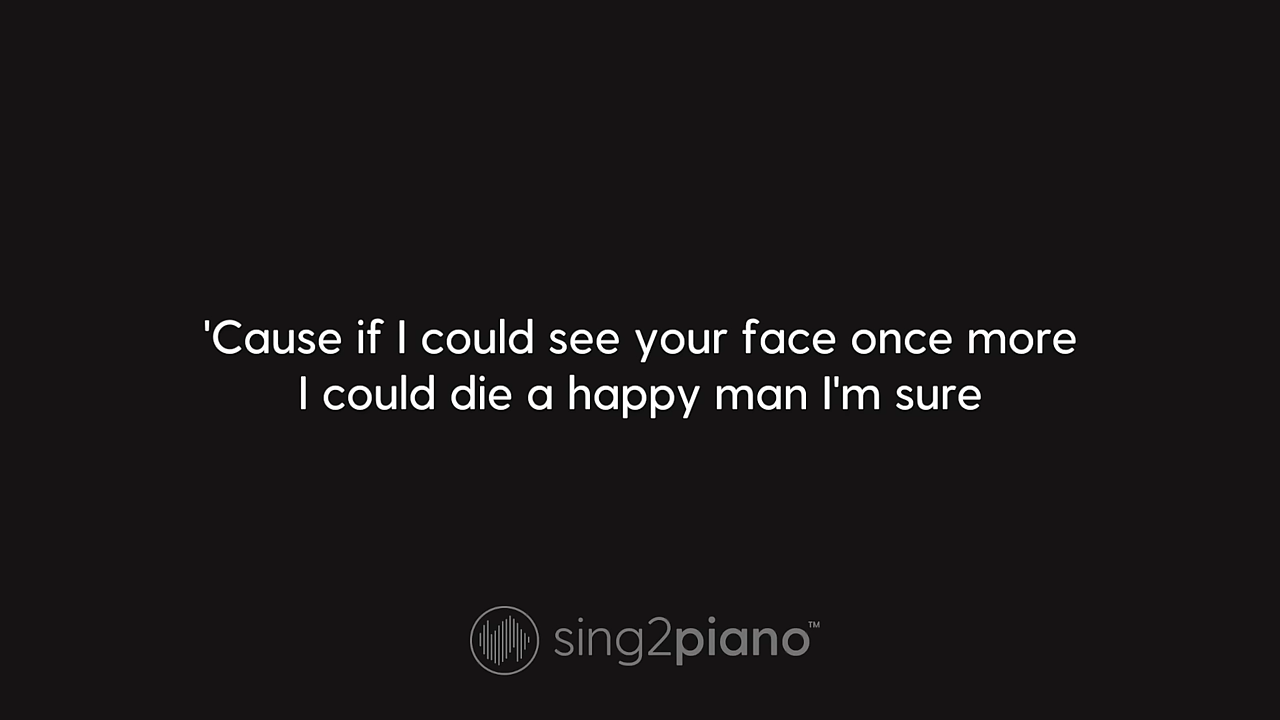 'Cause if I could see your face once more
I could die a happy man I'm sure
sing2piano™